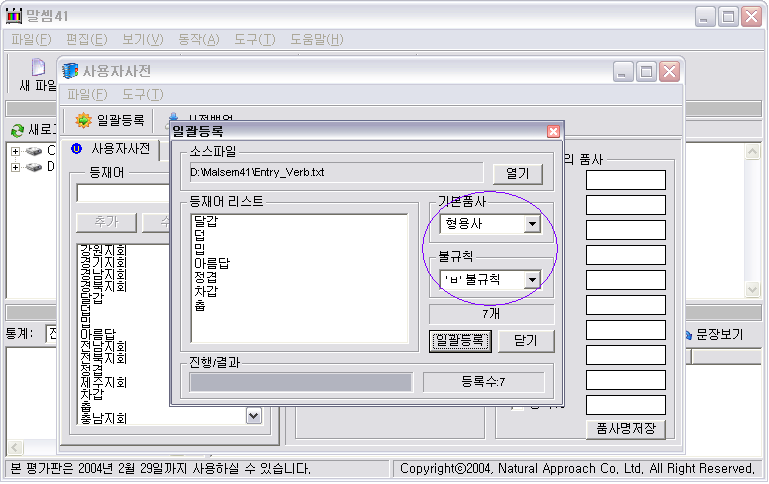 말셈41
파일(F) 편집(E) 보기(V) 동작(A) 도구(T) 도움말(H)
새 파일
사용자사전
파일(F) 도구(T)
일괄등록
새로고
C
D
사용자사전
등재어
추가
강원지회
경기지회
경남지회
경북지회
달갑
덥
밉
아름답
전남지회
전북지회
정겹
제주지회
차갑
춥
충남지회
일괄등록
소스파일
D:\Malsem41\Entry_Verb.txt
열기
등재어 리스트
달갑
덥
밉
아름답
정겹
차갑
춥
기본품사
형용사
불규칙
'ㅂ' 불규칙
7개
일괄등록 닫기
진행/결과
등록수:7
의 품사
품사명저장
통계:
문장보기
본 평가판은 2004년 2월 29일까지 사용하실 수 있습니다.
Copyright©2004, Natural Approach Co, Ltd, All Right Reserved.